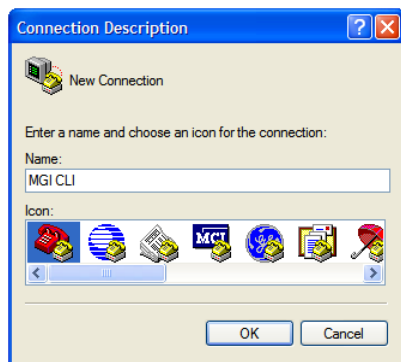 Connection Description
New Connection
Enter a name and choose an icon for the connection:
Name:
MGI CLI
Icon:
MCI
OK Cancel